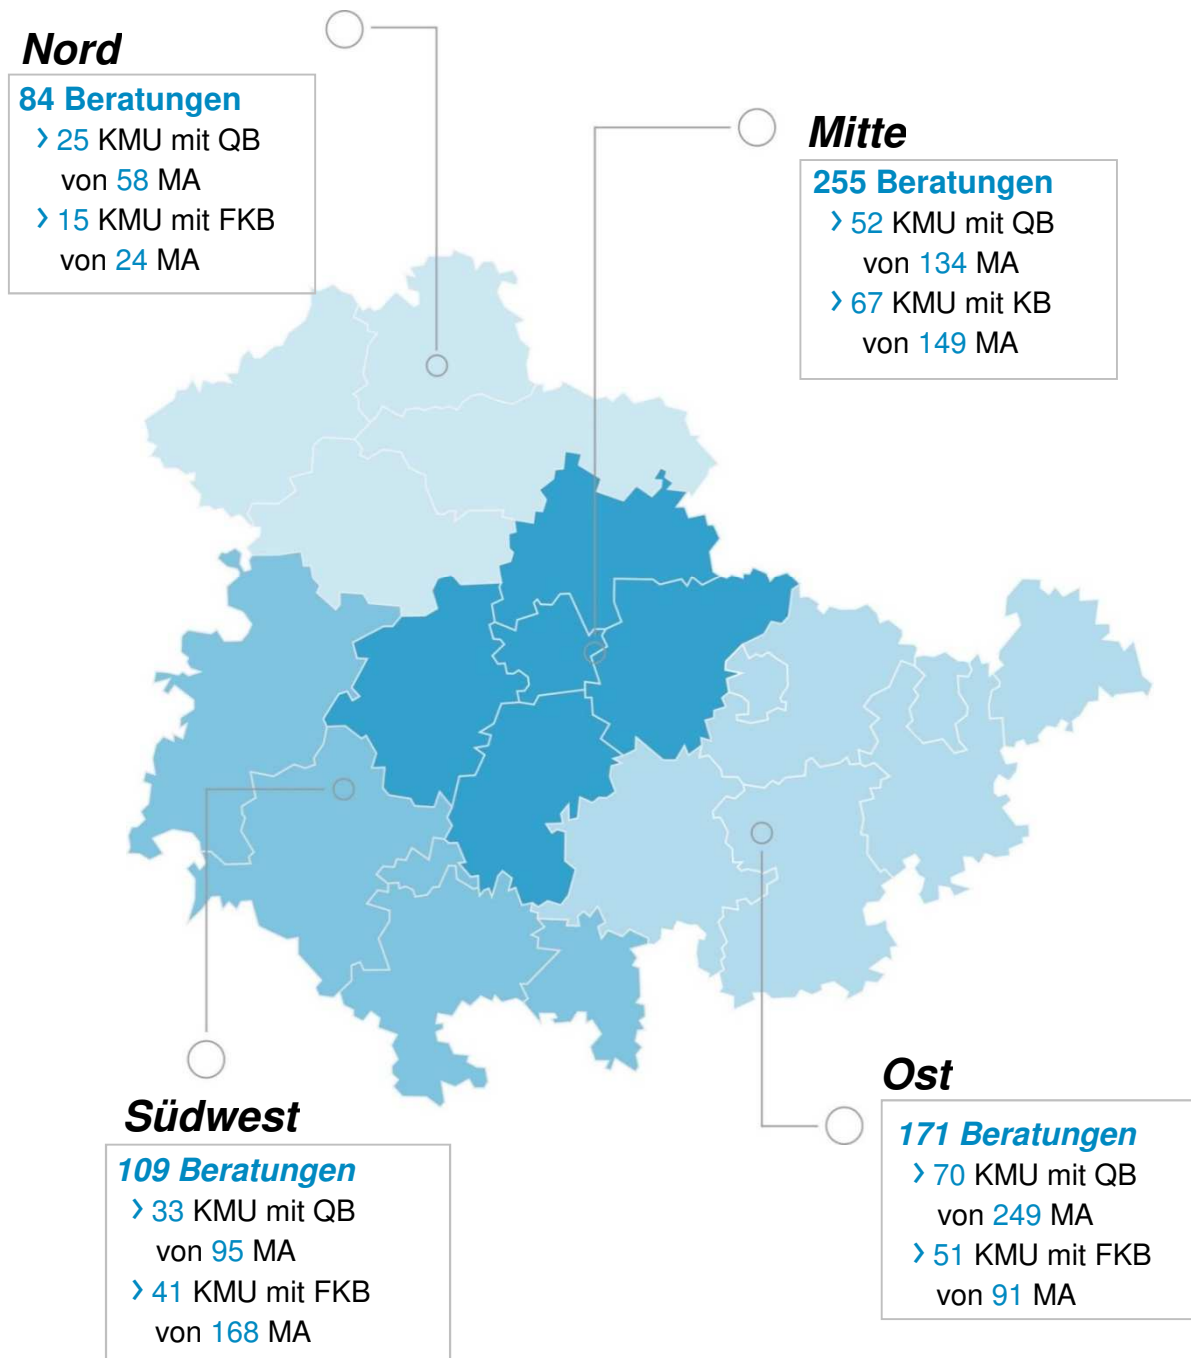 Nord
84 Beratungen
› 25 KMU mit QB
von 58 MA
› 15 KMU mit FKB
von 24 MA
Mitte
255 Beratungen
› 52 KMU mit QB
von 134 MA
› 67 KMU mit KB
von 149 MA
Südwest
109 Beratungen
› 33 KMU mit QB
von 95 MA
› 41 KMU mit FKB
von 168 MA
Ost
171 Beratungen
› 70 KMU mit QB
von 249 MA
› 51 KMU mit FKB
von 91 MA